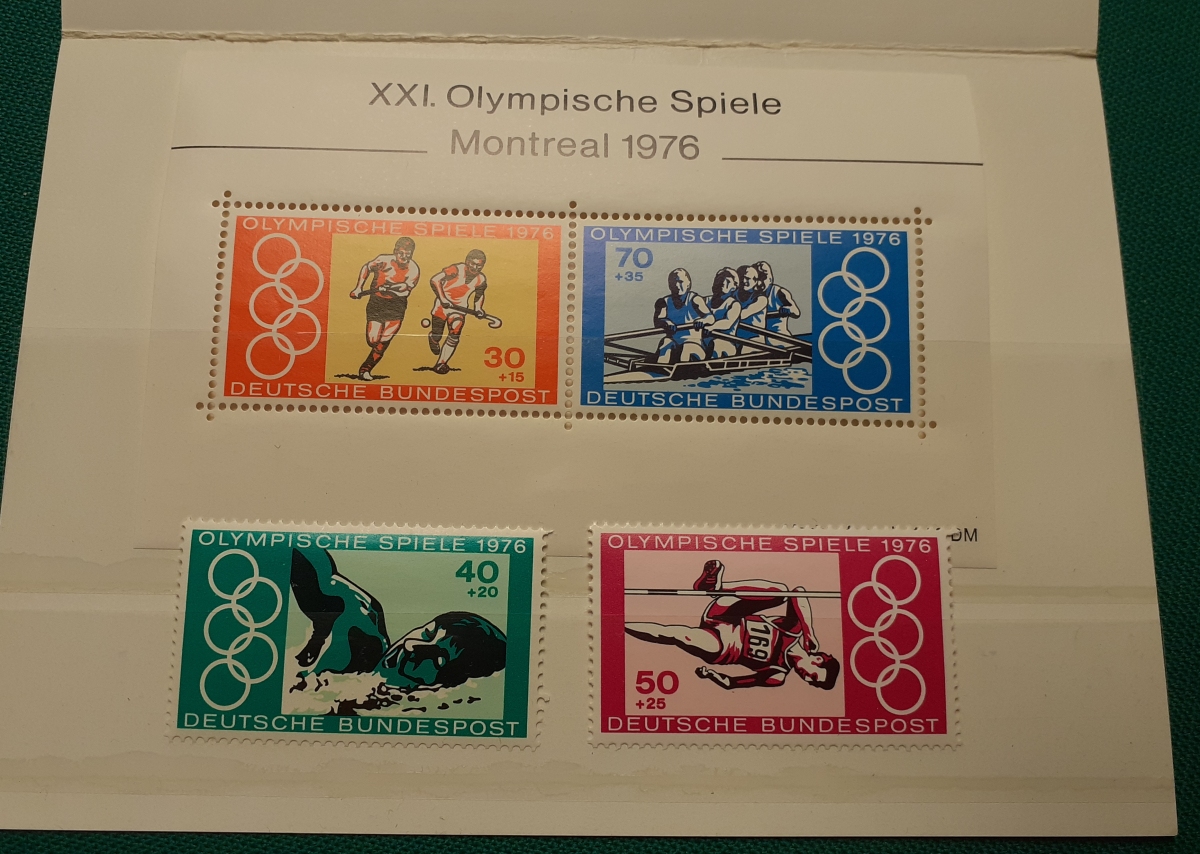 XXI. Olympische Spiele
Montreal 1976
OLYMPISCHE SPIELE 1976
30
+15
DEUTSCHE BUNDESPOST
OLYMPISCHE SPIELE 1976
70
+35
DEUTSCHE BUNDESPOST
DM
OLYMPISCHE SPIELE 1976
40
+20
DEUTSCHE BUNDESPOST
OLYMPISCHE SPIELE 1976
169
50
+25
DEUTSCHE BUNDESPOST